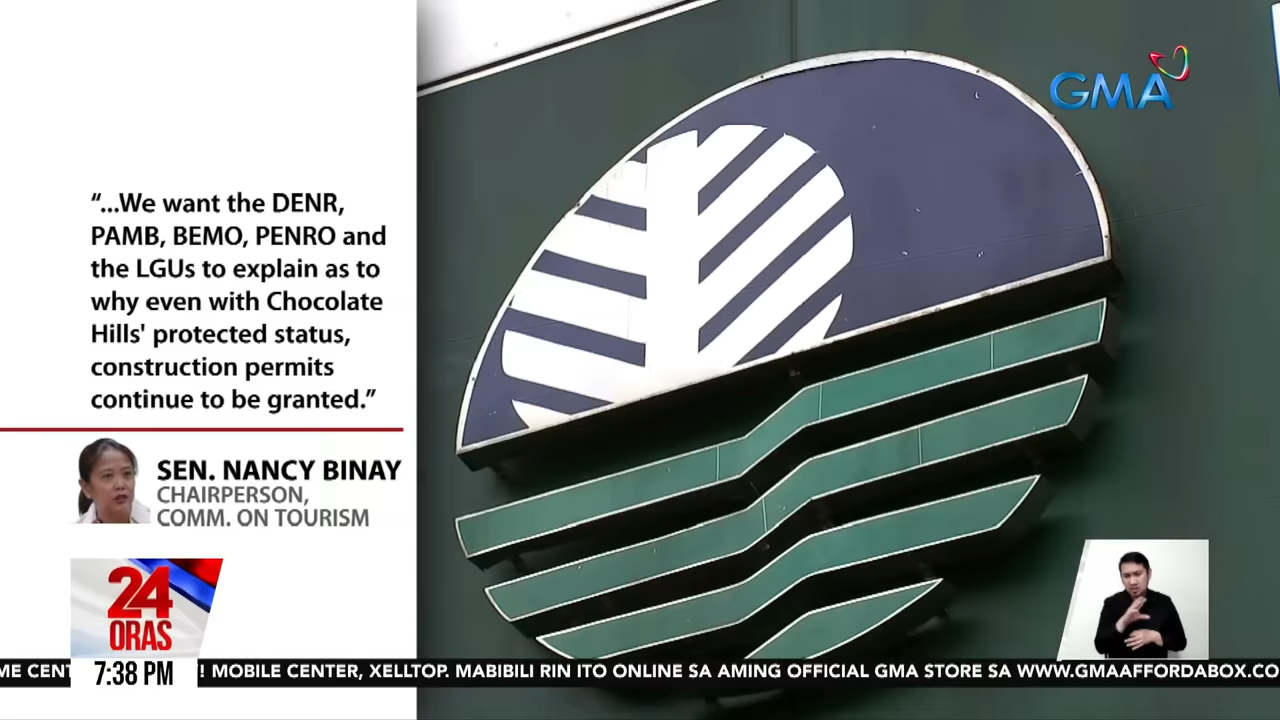 GMA
“...We want the DENR,
PAMB, BEMO, PENRO and
the LGUs to explain as to
why even with Chocolate
Hills' protected status,
construction permits
continue to be granted.”
SEN. NANCY BINAY
CHAIRPERSON,
COMM. ON TOURISM
24
ORAS
7:38 PM
! MOBILE CENTER, XELLTOP. MABIBILI RIN ITO ONLINE SA AMING OFFICIAL GMA STORE SA WWW.GMAAFFORDABOX.CO